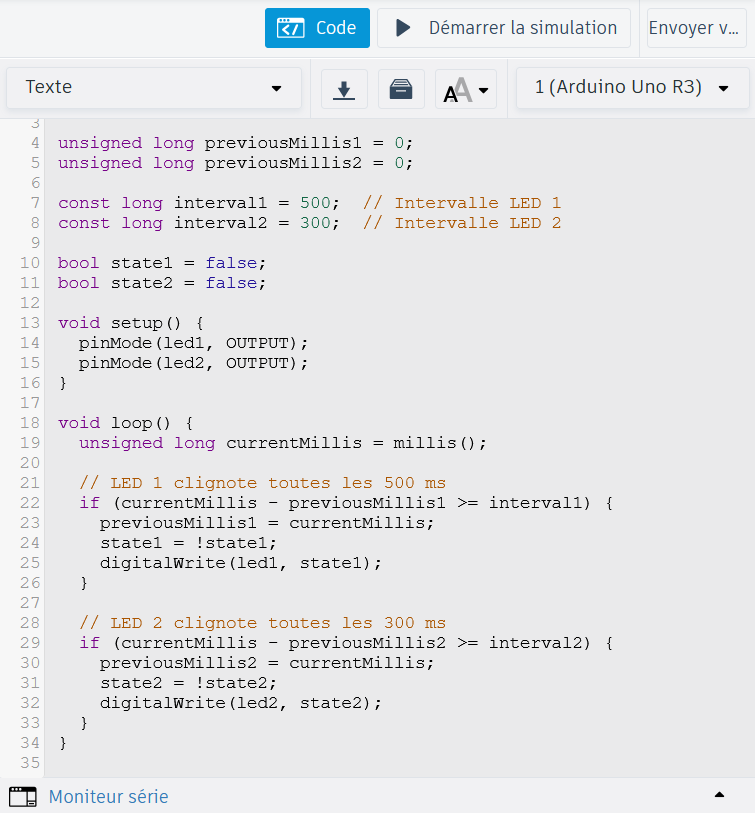 Code
Démarrer la simulation
Envoyer v...
Texte
1 (Arduino Uno R3)
3
4 unsigned long previousMillis1 = 0;
5 unsigned long previousMillis2 = 0;
6
7 const long interval1 = 500;  // Intervalle LED 1
8 const long interval2 = 300;  // Intervalle LED 2
9
10 bool state1 = false;
11 bool state2 = false;
12
13 void setup() {
14   pinMode(led1, OUTPUT);
15   pinMode(led2, OUTPUT);
16 }
17
18 void loop() {
19   unsigned long currentMillis = millis();
20
21   // LED 1 clignote toutes les 500 ms
22   if (currentMillis - previousMillis1 >= interval1) {
23     previousMillis1 = currentMillis;
24     state1 = !state1;
25     digitalWrite(led1, state1);
26   }
27
28   // LED 2 clignote toutes les 300 ms
29   if (currentMillis - previousMillis2 >= interval2) {
30     previousMillis2 = currentMillis;
31     state2 = !state2;
32     digitalWrite(led2, state2);
33   }
34 }
35
Moniteur série